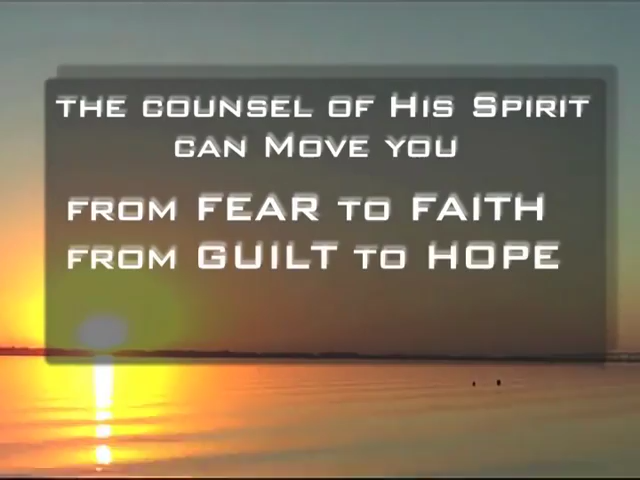 THE COUNSEL OF HIS SPIRIT
CAN MOVE YOU
FROM FEAR TO FAITH
FROM GUILT TO HOPE